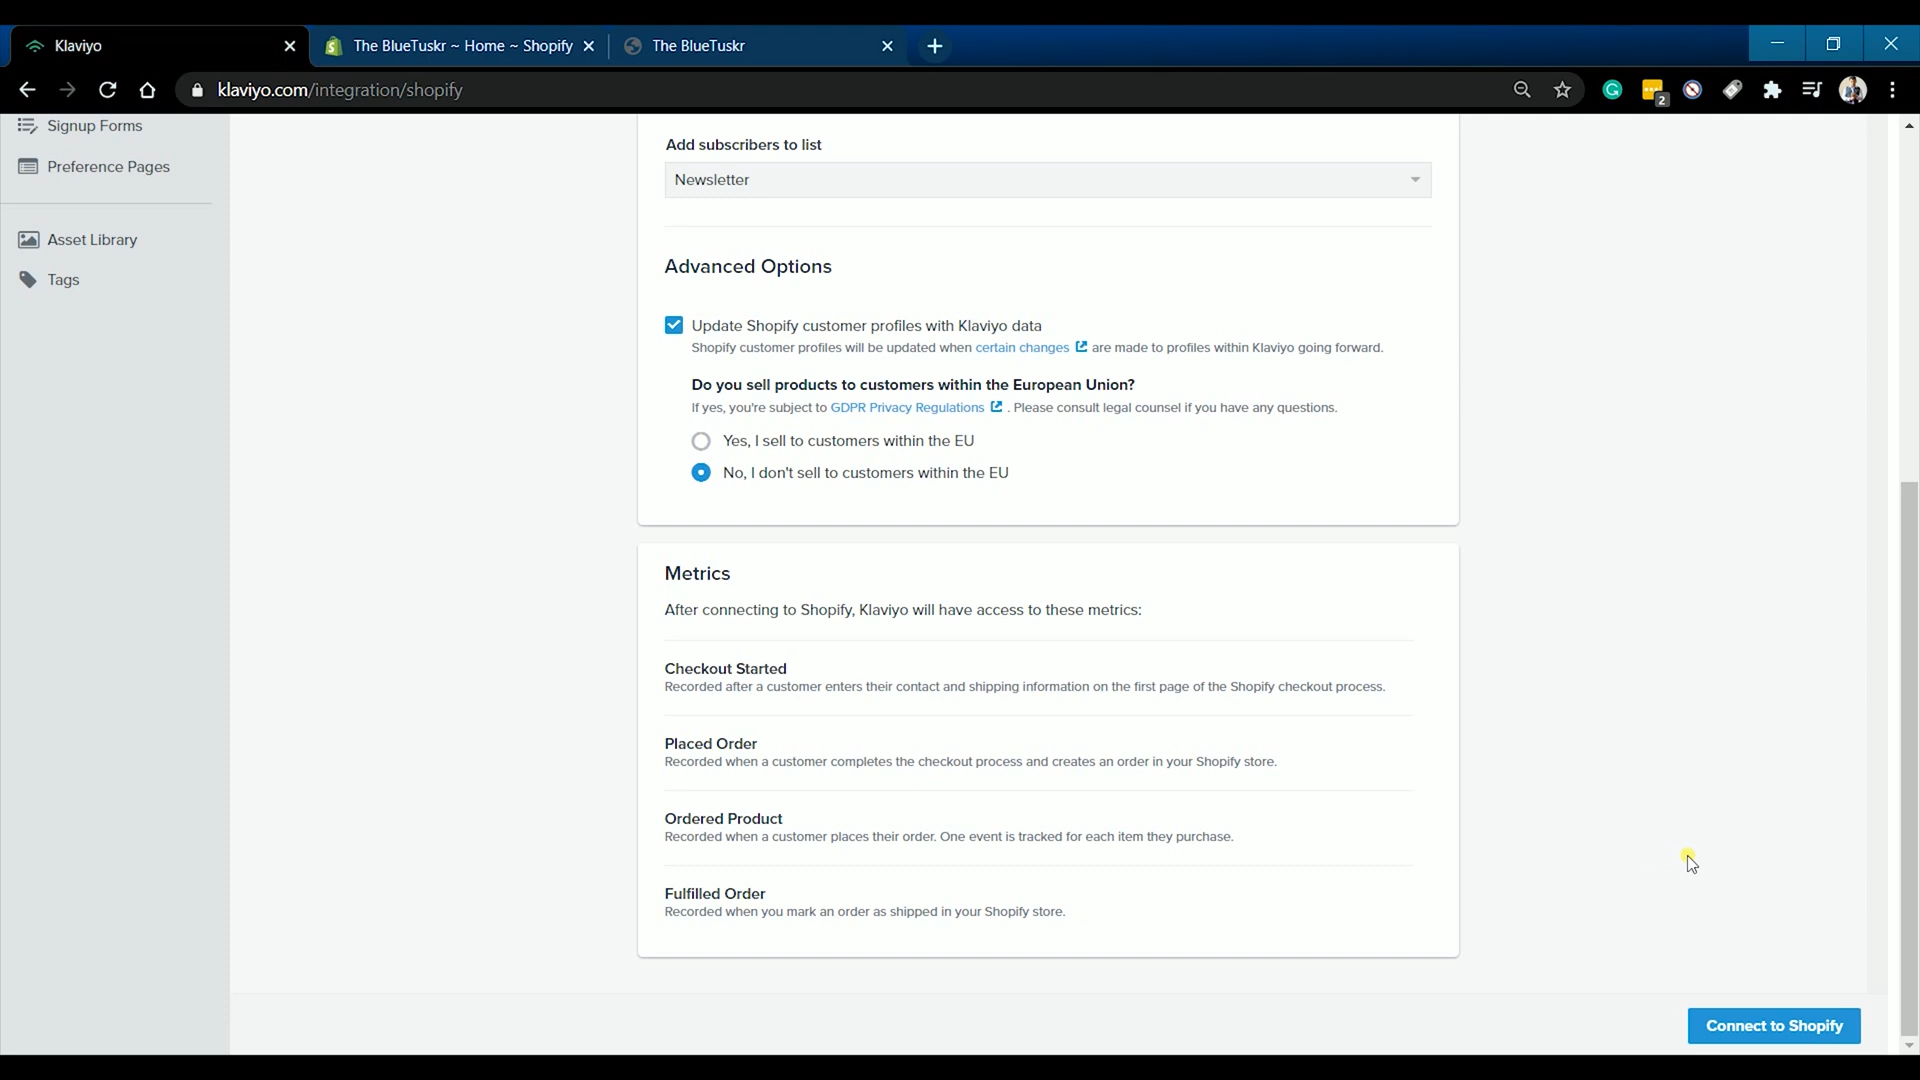 Klaviyo
The BlueTuskr ~ Home ~ Shopify
The BlueTuskr
klaviyo.com/integration/shopify
2
Signup Forms
Preference Pages
Asset Library
Tags
Add subscribers to list
Newsletter
Advanced Options
Update Shopify customer profiles with Klaviyo data
Shopify customer profiles will be updated when certain changes are made to profiles within Klaviyo going forward.
Do you sell products to customers within the European Union?
If yes, you're subject to GDPR Privacy Regulations . Please consult legal counsel if you have any questions.
Yes, I sell to customers within the EU
No, I don't sell to customers within the EU
Metrics
After connecting to Shopify, Klaviyo will have access to these metrics:
Checkout Started
Recorded after a customer enters their contact and shipping information on the first page of the Shopify checkout process.
Placed Order
Recorded when a customer completes the checkout process and creates an order in your Shopify store.
Ordered Product
Recorded when a customer places their order. One event is tracked for each item they purchase.
Fulfilled Order
Recorded when you mark an order as shipped in your Shopify store.
Connect to Shopify